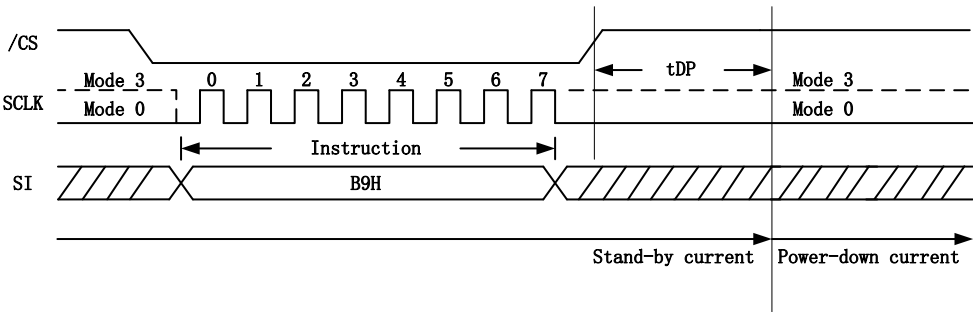 /CS
tDP
Mode 3 0 1 2 3 4 5 6 7 Mode 3
SCLK
Mode 0 Mode 0
Instruction
SI B9H
Stand-by current Power-down current